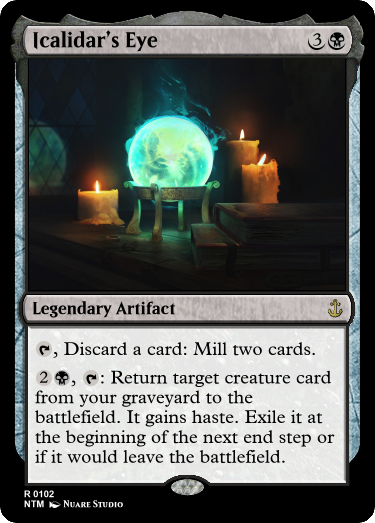 Icalidar's Eye 3
Legendary Artifact
, Discard a card: Mill two cards.
2 , : Return target creature card
from your graveyard to the
battlefield. It gains haste. Exile it at
the beginning of the next end step or
if it would leave the battlefield.
R 0102
NTM Nuare Studio